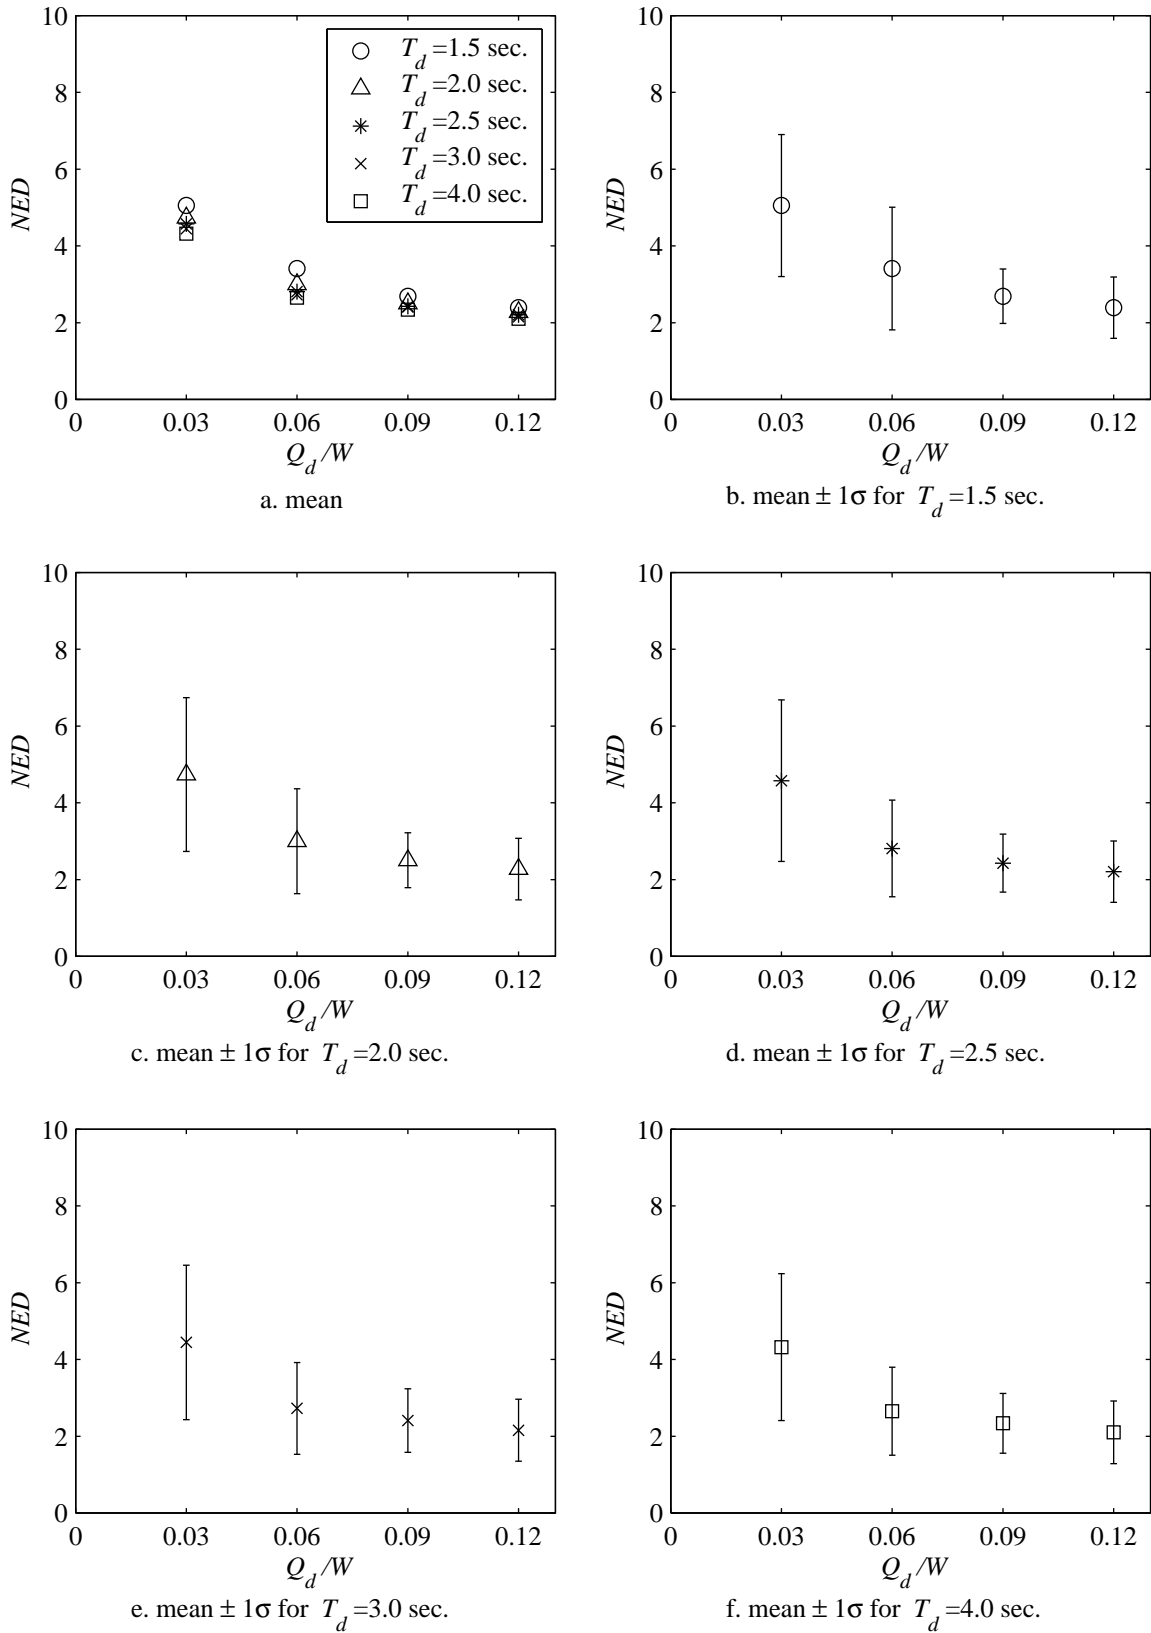 10
8
6
4
2
0
NED
T_d =1.5 sec.
T_d =2.0 sec.
T_d =2.5 sec.
T_d =3.0 sec.
T_d =4.0 sec.
0 0.03 0.06 0.09 0.12
Q_d /W
a. mean
10
8
6
4
2
0
NED
0 0.03 0.06 0.09 0.12
Q_d /W
b. mean ± 1σ for T_d =1.5 sec.
10
8
6
4
2
0
NED
0 0.03 0.06 0.09 0.12
Q_d /W
c. mean ± 1σ for T_d =2.0 sec.
10
8
6
4
2
0
NED
0 0.03 0.06 0.09 0.12
Q_d /W
d. mean ± 1σ for T_d =2.5 sec.
10
8
6
4
2
0
NED
0 0.03 0.06 0.09 0.12
Q_d /W
e. mean ± 1σ for T_d =3.0 sec.
10
8
6
4
2
0
NED
0 0.03 0.06 0.09 0.12
Q_d /W
f. mean ± 1σ for T_d =4.0 sec.